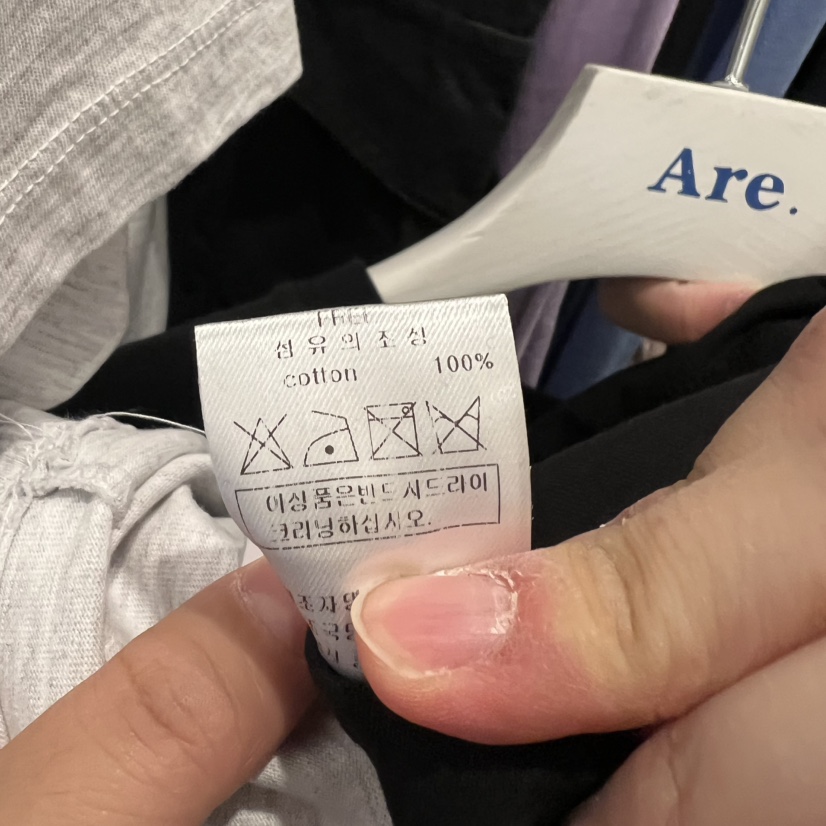 Are.
섬 유 의 조 성
cotton 100%
이상품은반드시드라이
크리닝하십시오.